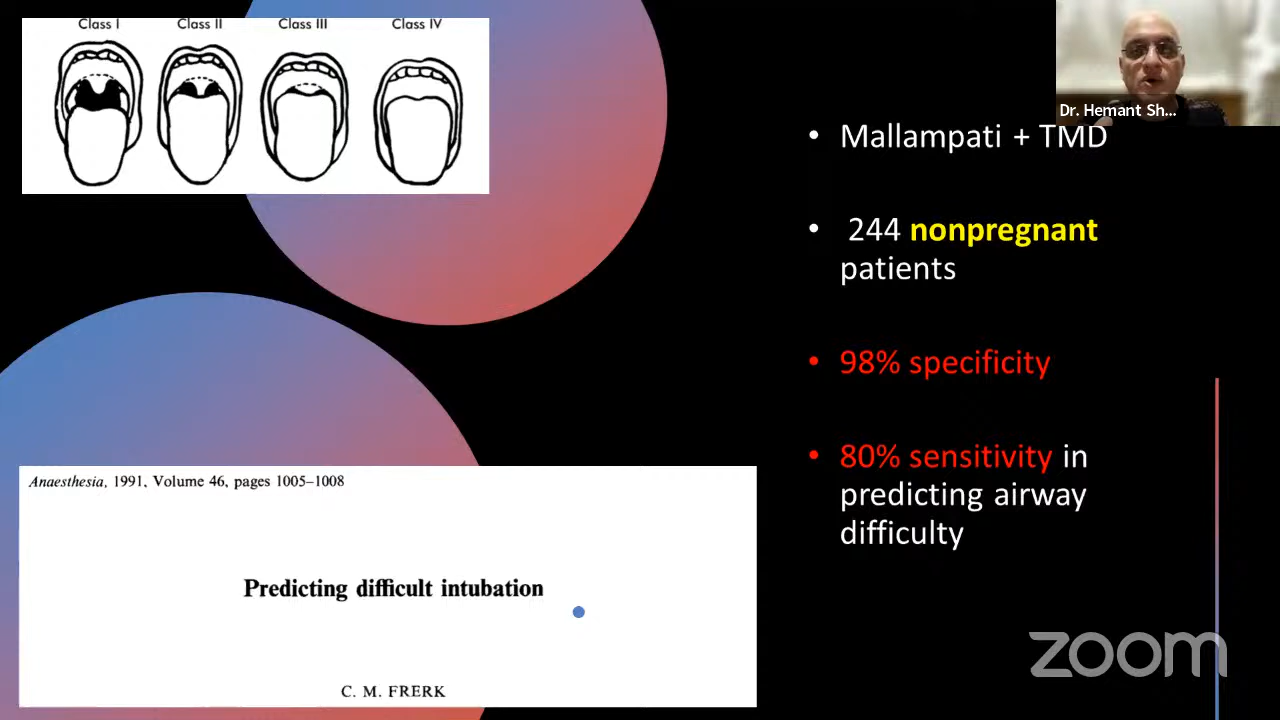 Class I Class II Class III Class IV
Dr. Hemant Sh...
• Mallampati + TMD
• 244 nonpregnant
patients
• 98% specificity
• 80% sensitivity in
predicting airway
difficulty
Anaesthesia, 1991, Volume 46, pages 1005–1008
Predicting difficult intubation
C. M. FRERK
zoom